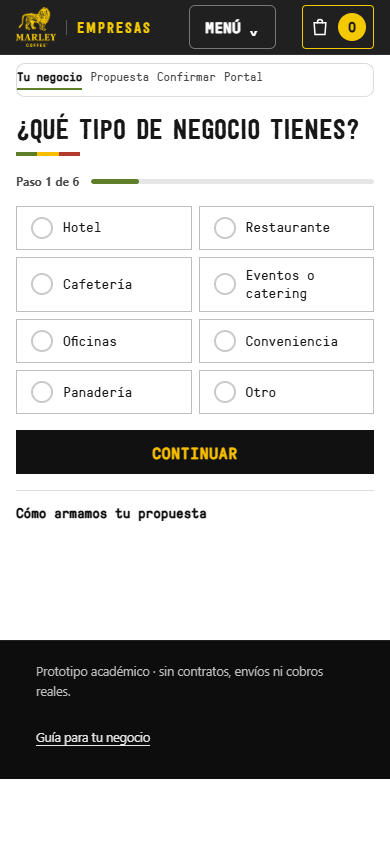 MARLEY
COFFEE
EMPRESAS
MENÚ
0
Tu negocio Propuesta Confirmar Portal
¿QUÉ TIPO DE NEGOCIO TIENES?
Paso 1 de 6
Hotel
Restaurante
Cafetería
Eventos o
catering
Oficinas
Conveniencia
Panadería
Otro
CONTINUAR
Cómo armamos tu propuesta
Prototipo académico · sin contratos, envíos ni cobros
reales.
Guía para tu negocio